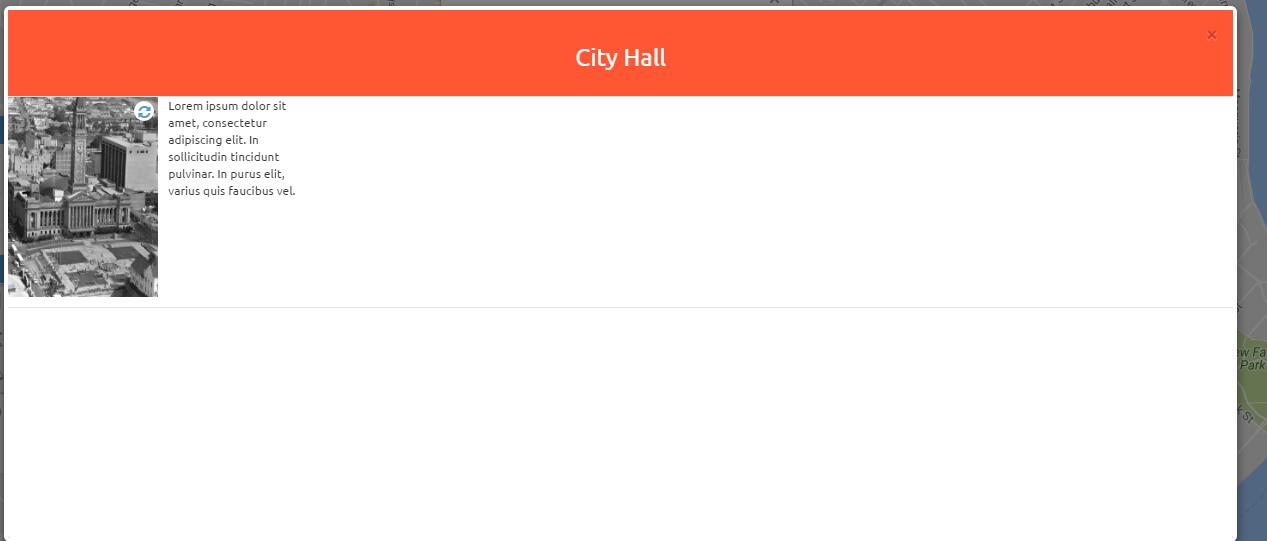 City Hall
×
Lorem ipsum dolor sit
amet, consectetur
adipiscing elit. In
sollicitudin tincidunt
pulvinar. In purus elit,
varius quis faucibus vel.
Park